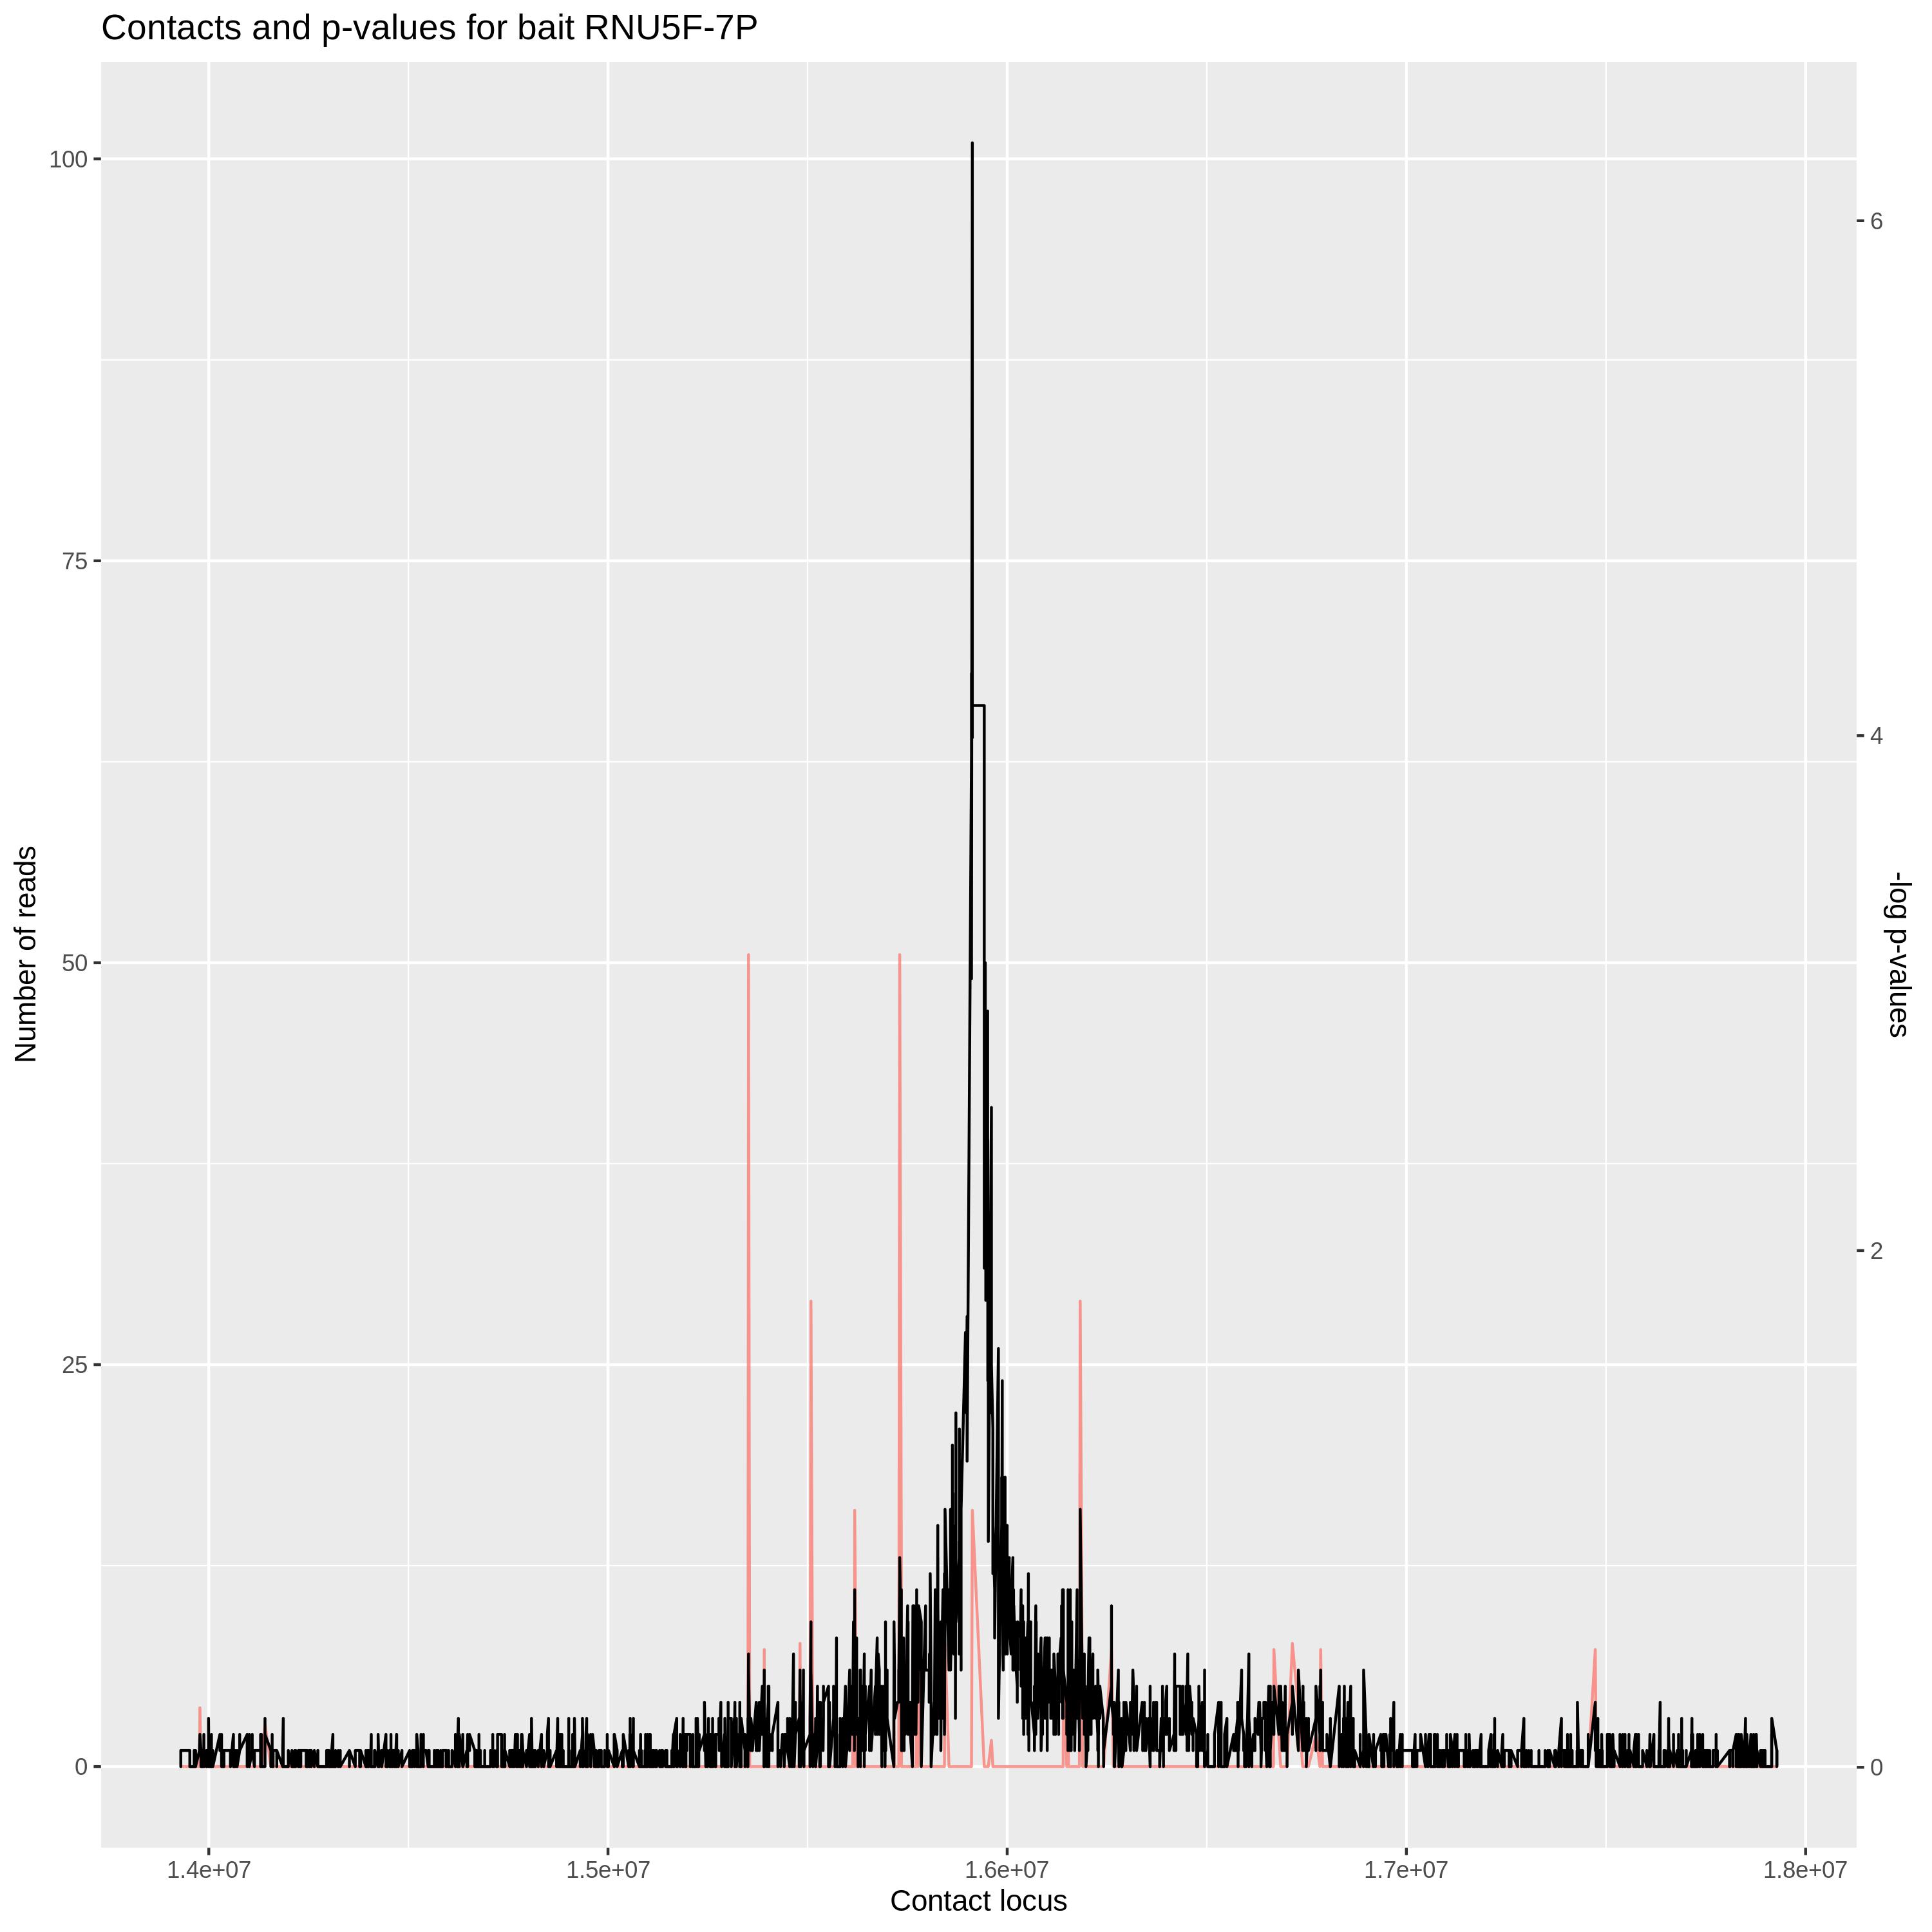 Contacts and p-values for bait RNU5F-7P
100
75
50
25
0
Number of reads
6
4
2
0
-log p-values
1.4e+07
1.5e+07
1.6e+07
1.7e+07
1.8e+07
Contact locus